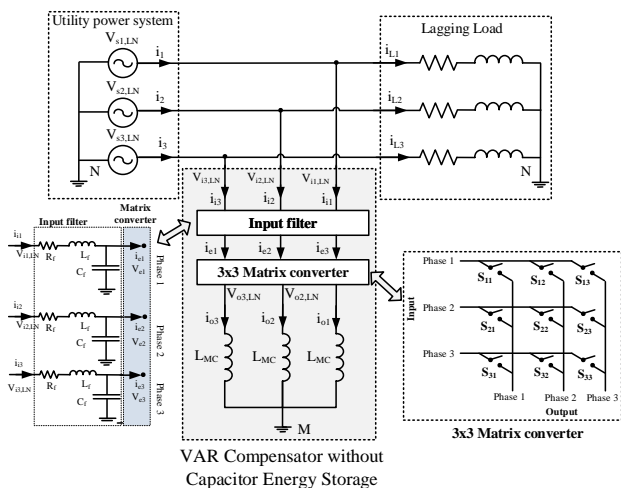 Utility power system
V_s1,LN
i_1
V_s2,LN
i_2
V_s3,LN
i_3
N
Lagging Load
i_L1
i_L2
i_L3
N
V_i3,LN
V_i2,LN
V_i1,LN
i_i3
i_i2
i_i1
Input filter
i_e1
i_e2
i_e3
3x3 Matrix converter
V_o3,LN
V_o2,LN
i_o3
i_o2
i_o1
L_MC
L_MC
L_MC
M
VAR Compensator without
Capacitor Energy Storage
Input filter
Matrix
converter
i_i1
V_i1,LN
R_f
L_f
C_f
i_e1
V_e1
Phase 1
i_i2
V_i2,LN
R_f
L_f
C_f
i_e2
V_e2
Phase 2
i_i3
V_i3,LN
R_f
L_f
C_f
i_e3
V_e3
Phase 3
Input
Phase 1
S_11
S_12
S_13
Phase 2
S_21
S_22
S_23
Phase 3
S_31
S_32
S_33
Phase 1 Phase 2 Phase 3
Output
3x3 Matrix converter